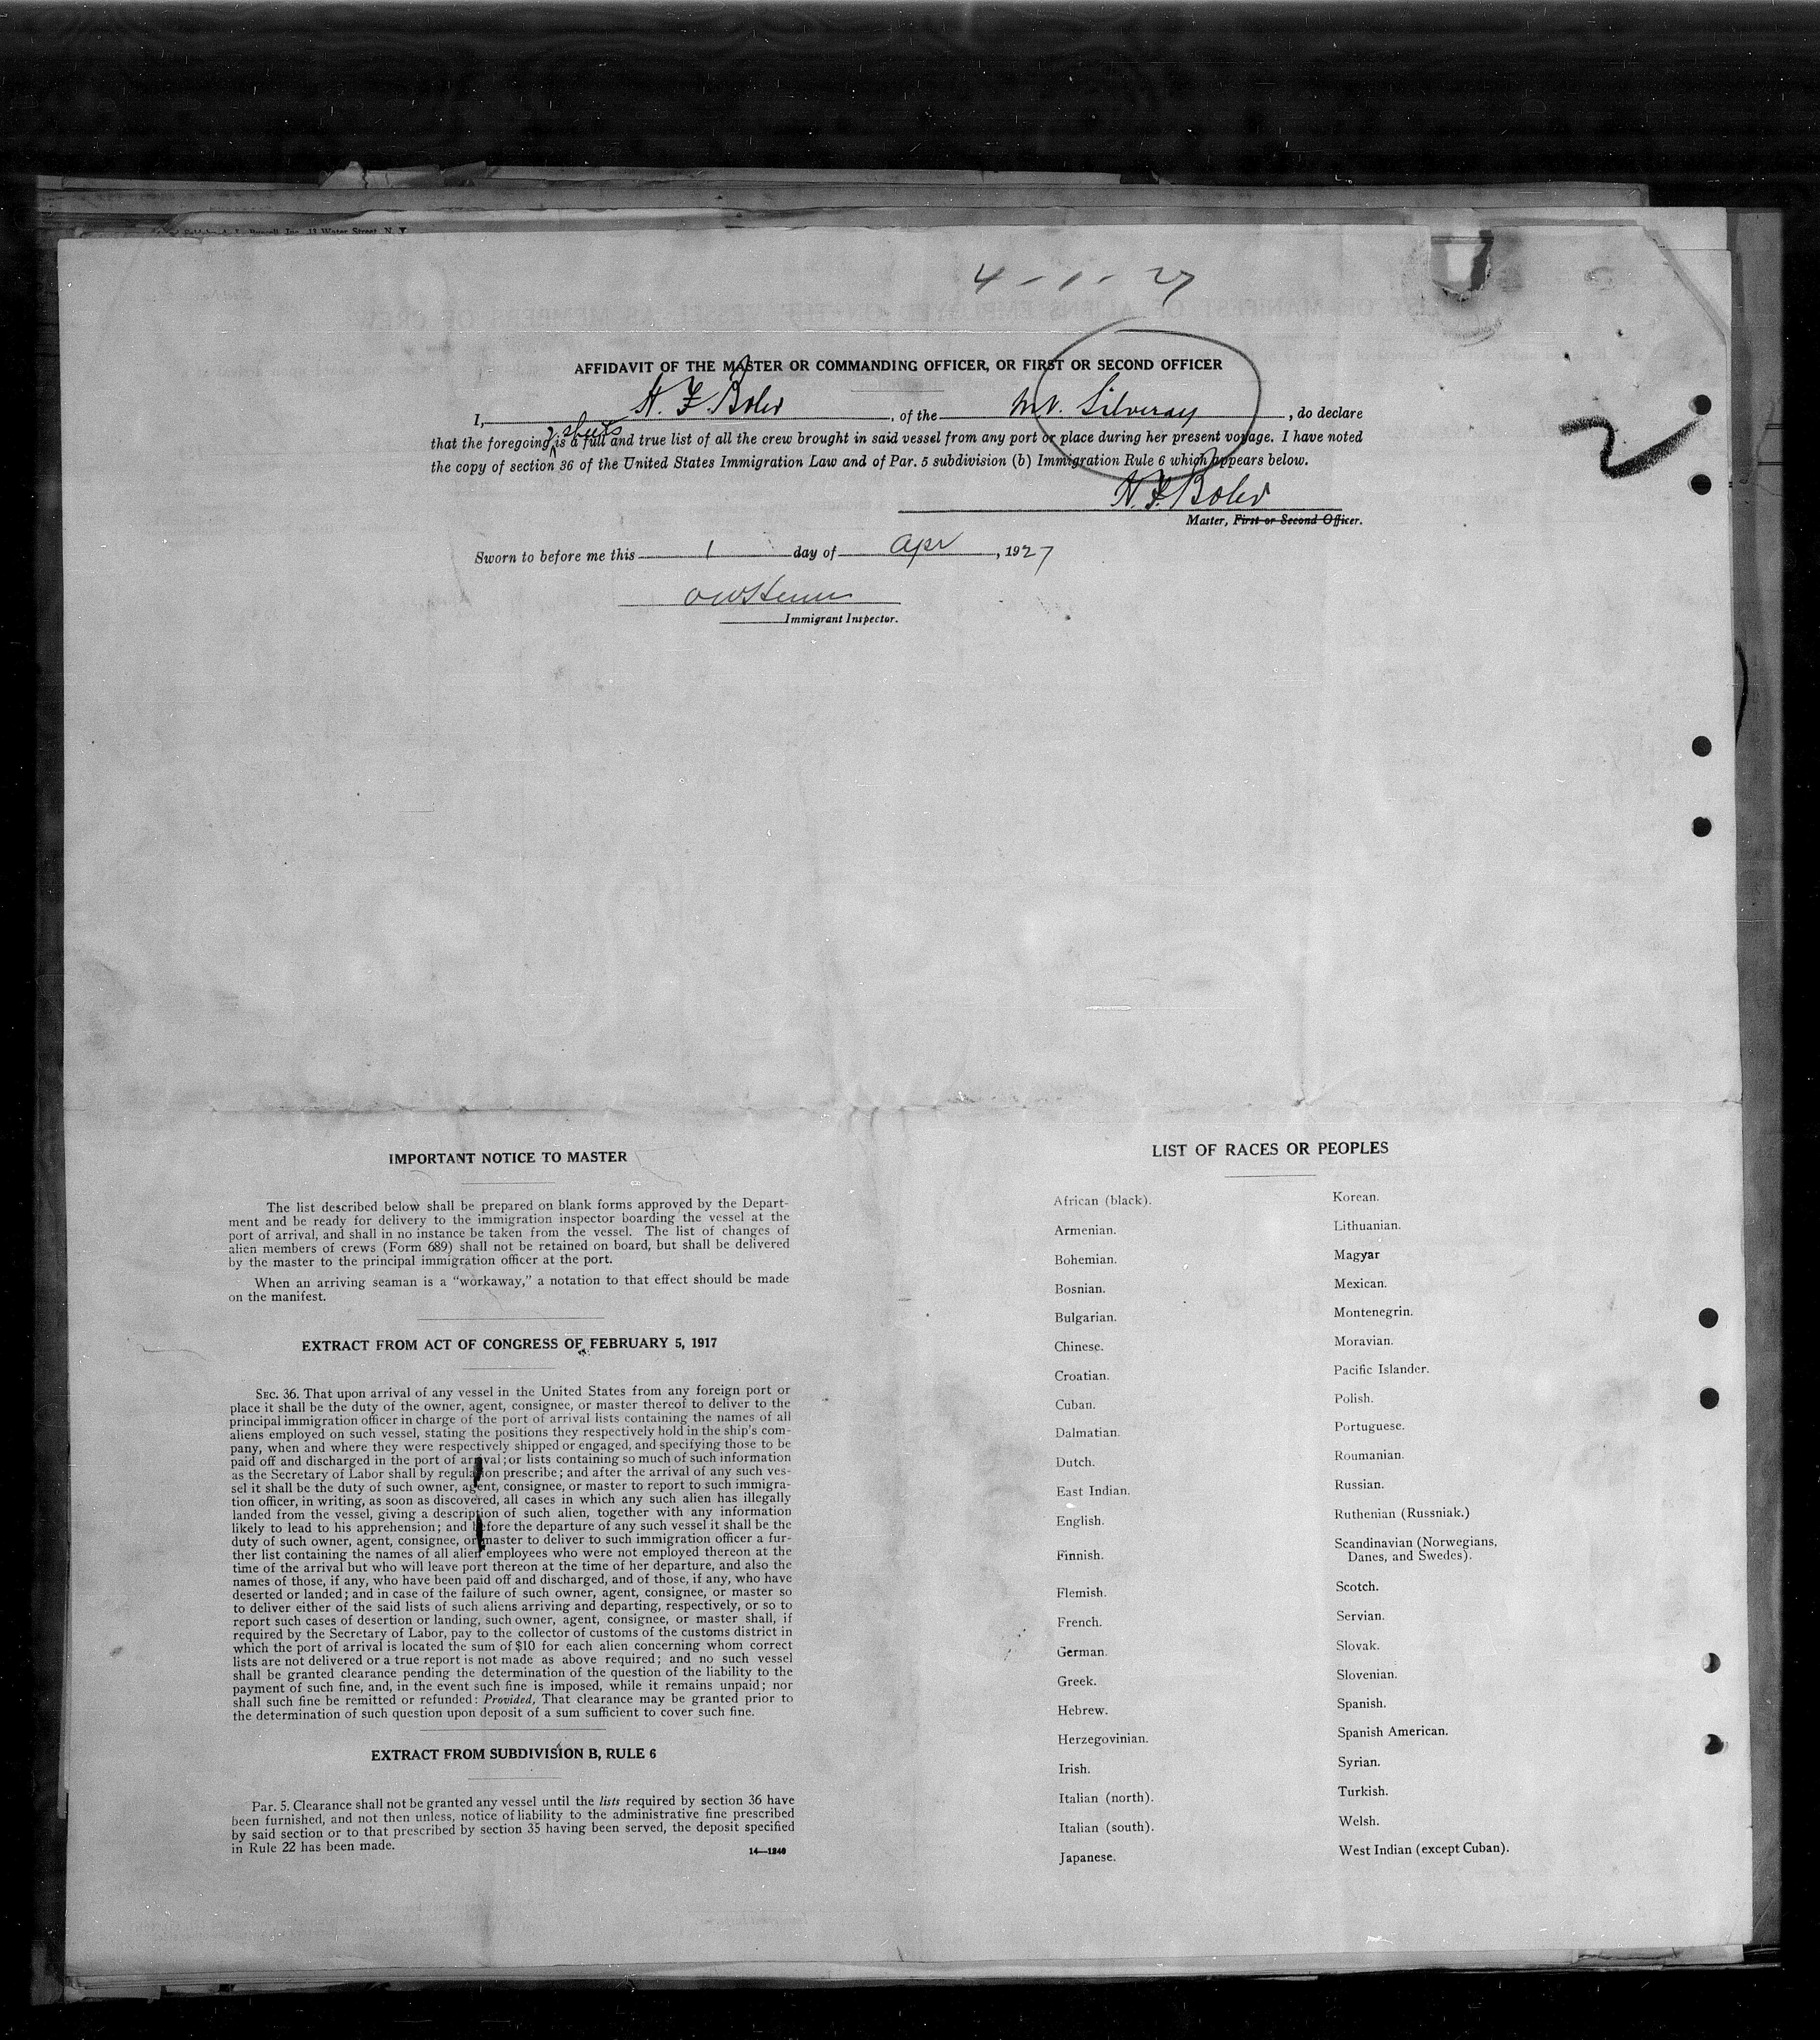 Russell, Inc., 11 Water Street, N. Y.
4 - 1 - 27
AFFIDAVIT OF THE MASTER OR COMMANDING OFFICER, OR FIRST OR SECOND OFFICER
I, , of the MV. Silveray , do declare
2 sheets
that the foregoing is a full and true list of all the crew brought in said vessel from any port or place during her present voyage. I have noted
the copy of section 36 of the United States Immigration Law and of Par. 5 subdivision (b) Immigration Rule 6 which appears below.
2
Master, First or Second Officer.
Sworn to before me this 1 day of Apr , 1927
Immigrant Inspector.
IMPORTANT NOTICE TO MASTER
The list described below shall be prepared on blank forms approved by the Depart-
ment and be ready for delivery to the immigration inspector boarding the vessel at the
port of arrival, and shall in no instance be taken from the vessel. The list of changes of
alien members of crews (Form 689) shall not be retained on board, but shall be delivered
by the master to the principal immigration officer at the port.
When an arriving seaman is a “workaway,” a notation to that effect should be made
on the manifest.
EXTRACT FROM ACT OF CONGRESS OF FEBRUARY 5, 1917
SEC. 36. That upon arrival of any vessel in the United States from any foreign port or
place it shall be the duty of the owner, agent, consignee, or master thereof to deliver to the
principal immigration officer in charge of the port of arrival lists containing the names of all
aliens employed on such vessel, stating the positions they respectively hold in the ship's com-
pany, when and where they were respectively shipped or engaged, and specifying those to be
paid off and discharged in the port of arrival; or lists containing so much of such information
as the Secretary of Labor shall by regulation prescribe; and after the arrival of any such ves-
sel it shall be the duty of such owner, agent, consignee, or master to report to such immigra-
tion officer, in writing, as soon as discovered, all cases in which any such alien has illegally
landed from the vessel, giving a description of such alien, together with any information
likely to lead to his apprehension; and before the departure of any such vessel it shall be the
duty of such owner, agent, consignee, or master to deliver to such immigration officer a fur-
ther list containing the names of all alien employees who were not employed thereon at the
time of the arrival but who will leave port thereon at the time of her departure, and also the
names of those, if any, who have been paid off and discharged, and of those, if any, who have
deserted or landed; and in case of the failure of such owner, agent, consignee, or master so
to deliver either of the said lists of such aliens arriving and departing, respectively, or so to
report such cases of desertion or landing, such owner, agent, consignee, or master shall, if
required by the Secretary of Labor, pay to the collector of customs of the customs district in
which the port of arrival is located the sum of $10 for each alien concerning whom correct
lists are not delivered or a true report is not made as above required; and no such vessel
shall be granted clearance pending the determination of the question of the liability to the
payment of such fine, and, in the event such fine is imposed, while it remains unpaid; nor
shall such fine be remitted or refunded: Provided, That clearance may be granted prior to
the determination of such question upon deposit of a sum sufficient to cover such fine.
EXTRACT FROM SUBDIVISION B, RULE 6
Par. 5. Clearance shall not be granted any vessel until the lists required by section 36 have
been furnished, and not then unless, notice of liability to the administrative fine prescribed
by said section or to that prescribed by section 35 having been served, the deposit specified
in Rule 22 has been made.
14—1240
LIST OF RACES OR PEOPLES
African (black).
Armenian.
Bohemian.
Bosnian.
Bulgarian.
Chinese.
Croatian.
Cuban.
Dalmatian.
Dutch.
East Indian.
English.
Finnish.
Flemish.
French.
German.
Greek.
Hebrew.
Herzegovinian.
Irish.
Italian (north).
Italian (south).
Japanese.
Korean.
Lithuanian.
Magyar
Mexican.
Montenegrin.
Moravian.
Pacific Islander.
Polish.
Portuguese.
Roumanian.
Russian.
Ruthenian (Russniak.)
Scandinavian (Norwegians,
Danes, and Swedes).
Scotch.
Servian.
Slovak.
Slovenian.
Spanish.
Spanish American.
Syrian.
Turkish.
Welsh.
West Indian (except Cuban).